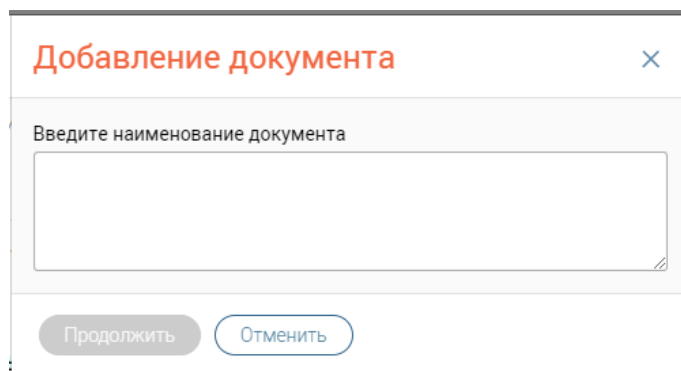 Добавление документа
Введите наименование документа
Продолжить Отменить